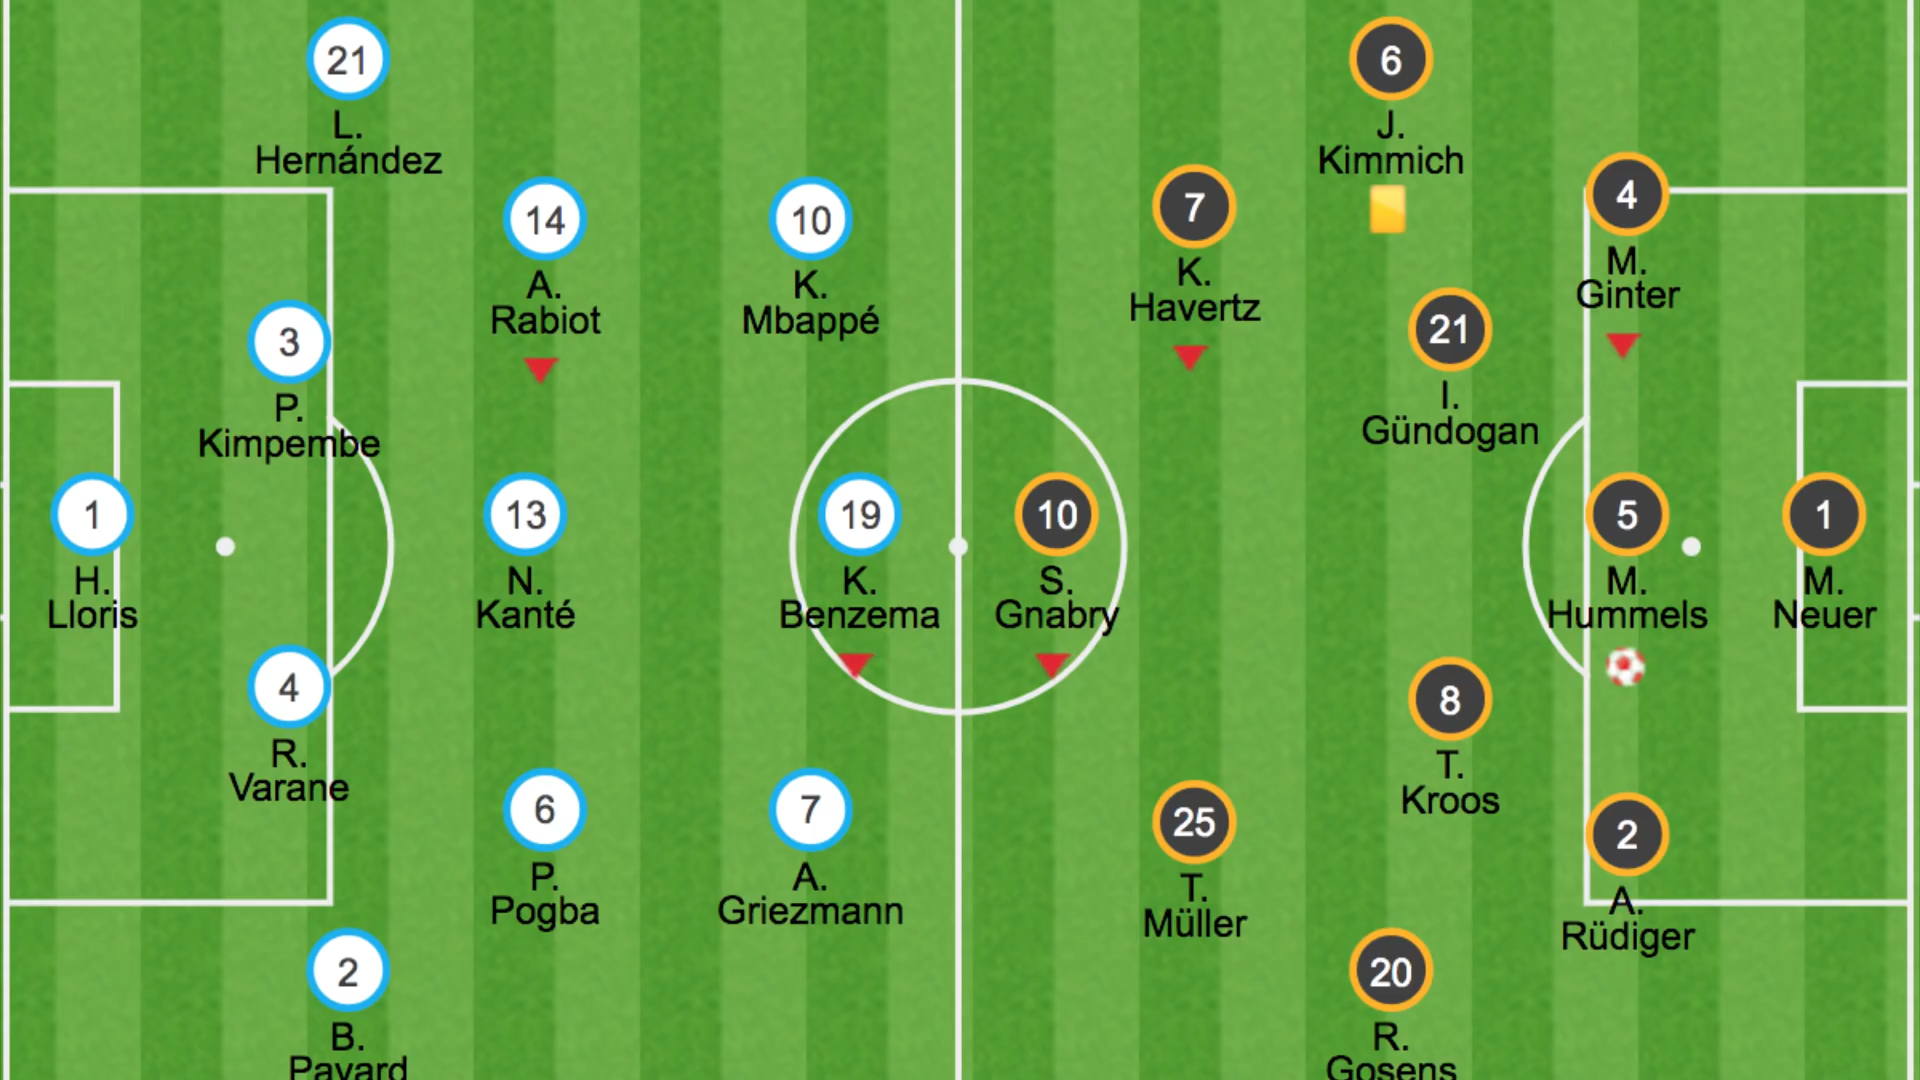 21
L.
Hernández
3
P.
Kimpembe
1
H.
Lloris
4
R.
Varane
2
B.
Pavard
14
A.
Rabiot
13
N.
Kanté
6
P.
Pogba
10
K.
Mbappé
19
K.
Benzema
7
A.
Griezmann
10
S.
Gnabry
7
K.
Havertz
25
T.
Müller
6
J.
Kimmich
21
I.
Gündogan
8
T.
Kroos
20
R.
Gosens
4
M.
Ginter
5
M.
Hummels
2
A.
Rüdiger
1
M.
Neuer